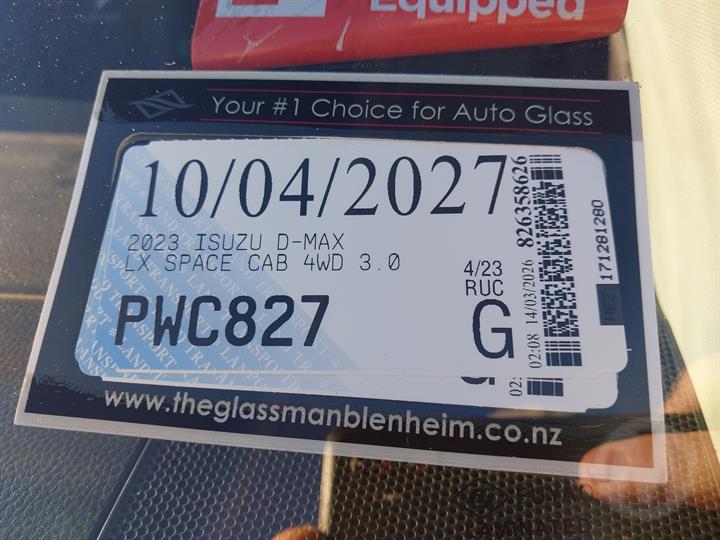 Equipped
Your #1 Choice for Auto Glass
10/04/2027
2023 ISUZU D-MAX
LX SPACE CAB 4WD 3.0
4/23
RUC
PWC827
G
826358626
02:08 14/03/2026
171281280
www.theglassmanblenheim.co.nz